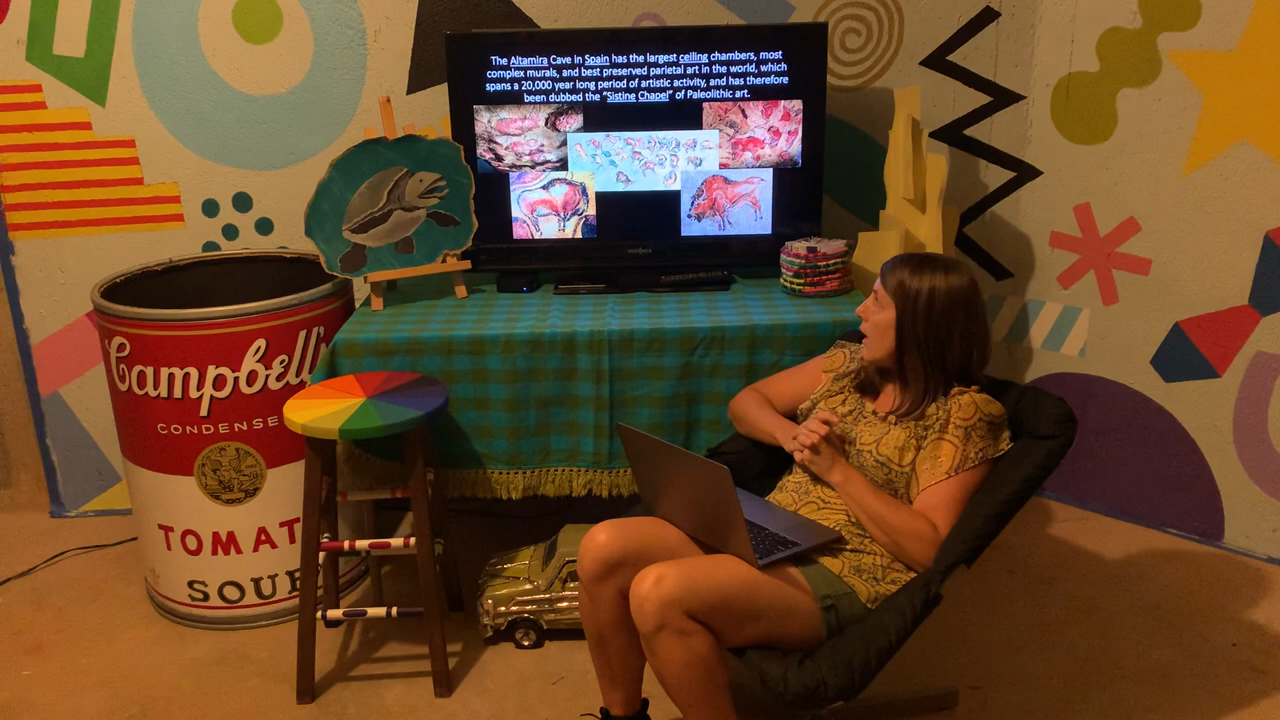 The Altamira Cave in Spain has the largest ceiling chambers, most
complex murals, and best preserved parietal art in the world, which
spans a 20,000 year long period of artistic activity, and has therefore
been dubbed the "Sistine Chapel" of Paleolithic art.
Campbell's
CONDENSE
TOMAT
SOUP